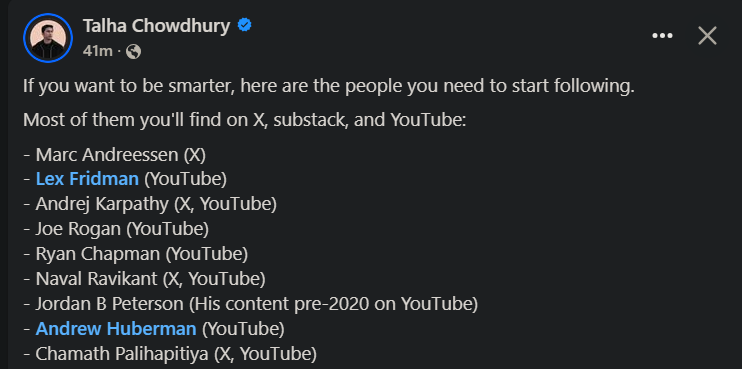 Talha Chowdhury
41m ·
If you want to be smarter, here are the people you need to start following.
Most of them you'll find on X, substack, and YouTube:
- Marc Andreessen (X)
- Lex Fridman (YouTube)
- Andrej Karpathy (X, YouTube)
- Joe Rogan (YouTube)
- Ryan Chapman (YouTube)
- Naval Ravikant (X, YouTube)
- Jordan B Peterson (His content pre-2020 on YouTube)
- Andrew Huberman (YouTube)
- Chamath Palihapitiya (X, YouTube)